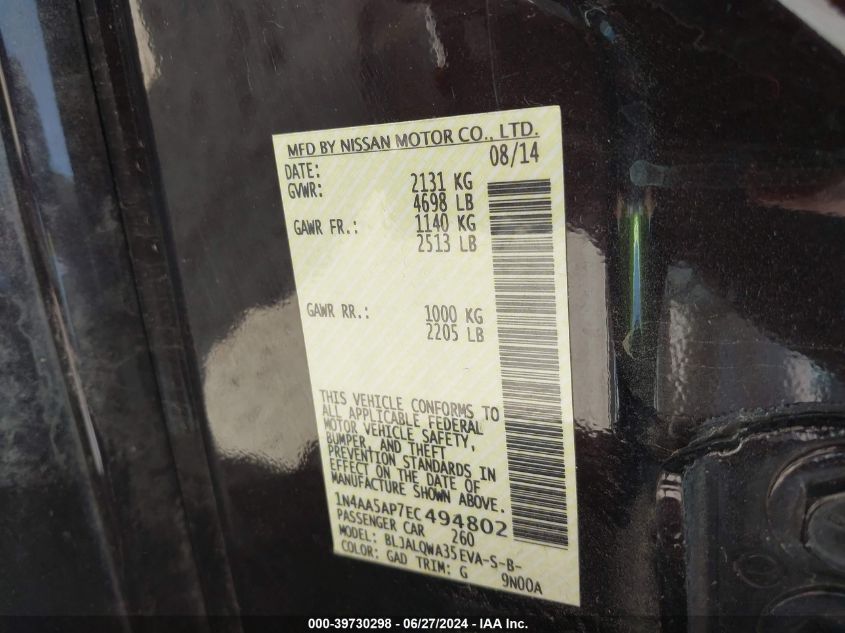 MFD BY NISSAN MOTOR CO., LTD.
DATE: 08/14
GVWR: 2131 KG
4698 LB
GAWR FR.: 1140 KG
2513 LB
GAWR RR.: 1000 KG
2205 LB
THIS VEHICLE CONFORMS TO
ALL APPLICABLE FEDERAL
MOTOR VEHICLE SAFETY,
BUMPER, AND THEFT
PREVENTION STANDARDS IN
EFFECT ON THE DATE OF
MANUFACTURE SHOWN ABOVE.
1N4AA5AP7EC494802
PASSENGER CAR 260
MODEL: BLJALQWA35EVA-S-B-
COLOR: GAD TRIM: G 9N00A
000-39730298 - 06/27/2024 - IAA Inc.